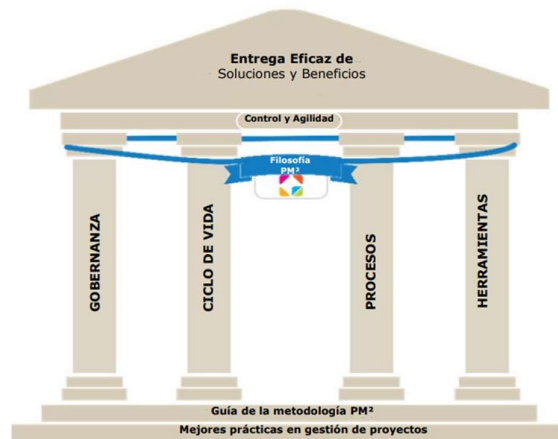 Entrega Eficaz de
Soluciones y Beneficios
Control y Agilidad
Filosofía
PM²
GOBERNANZA
CICLO DE VIDA
PROCESOS
HERRAMIENTAS
Guía de la metodología PM²
Mejores prácticas en gestión de proyectos